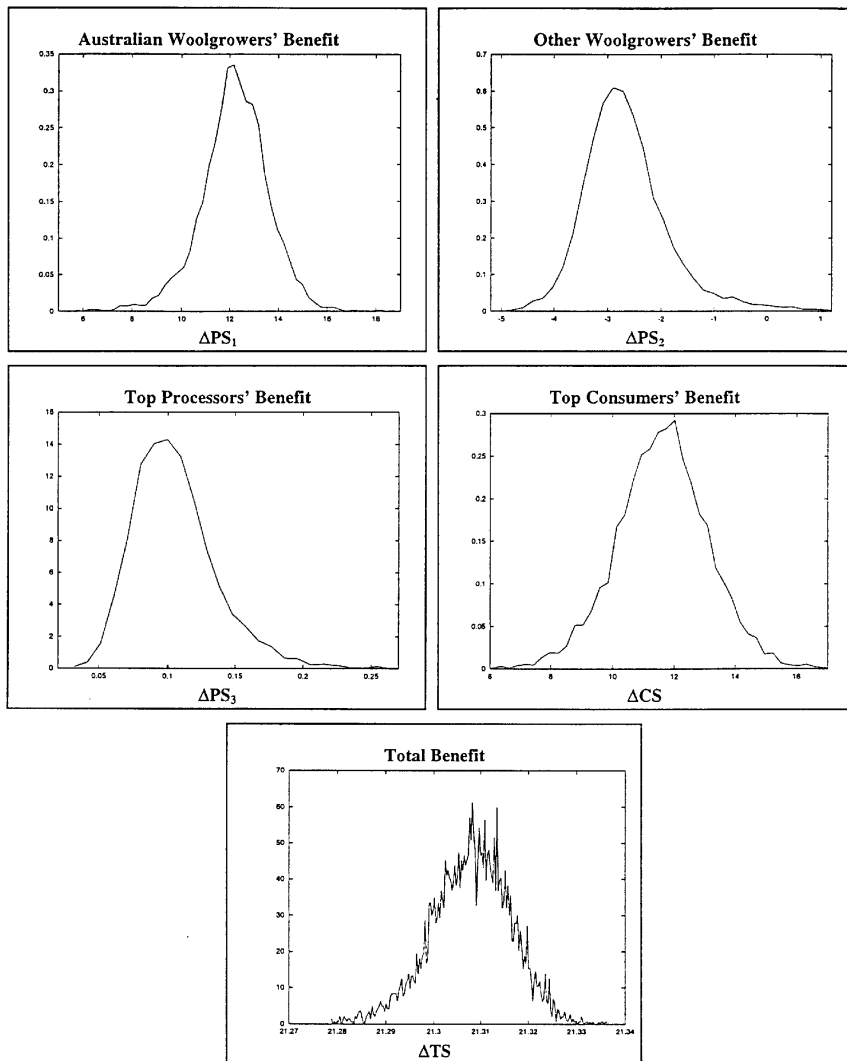 Australian Woolgrowers' Benefit
0.35
0.3
0.25
0.2
0.15
0.1
0.05
0
6 8 10 12 14 16 18
ΔPS₁
Other Woolgrowers' Benefit
0.7
0.6
0.5
0.4
0.3
0.2
0.1
0
-5 -4 -3 -2 -1 0 1
ΔPS₂
Top Processors' Benefit
16
14
12
10
8
6
4
2
0
0.05 0.1 0.15 0.2 0.25
ΔPS₃
Top Consumers' Benefit
0.3
0.25
0.2
0.15
0.1
0.05
0
6 8 10 12 14 16
ΔCS
Total Benefit
70
60
50
40
30
20
10
0
21.27 21.28 21.29 21.3 21.31 21.32 21.33 21.34
ΔTS